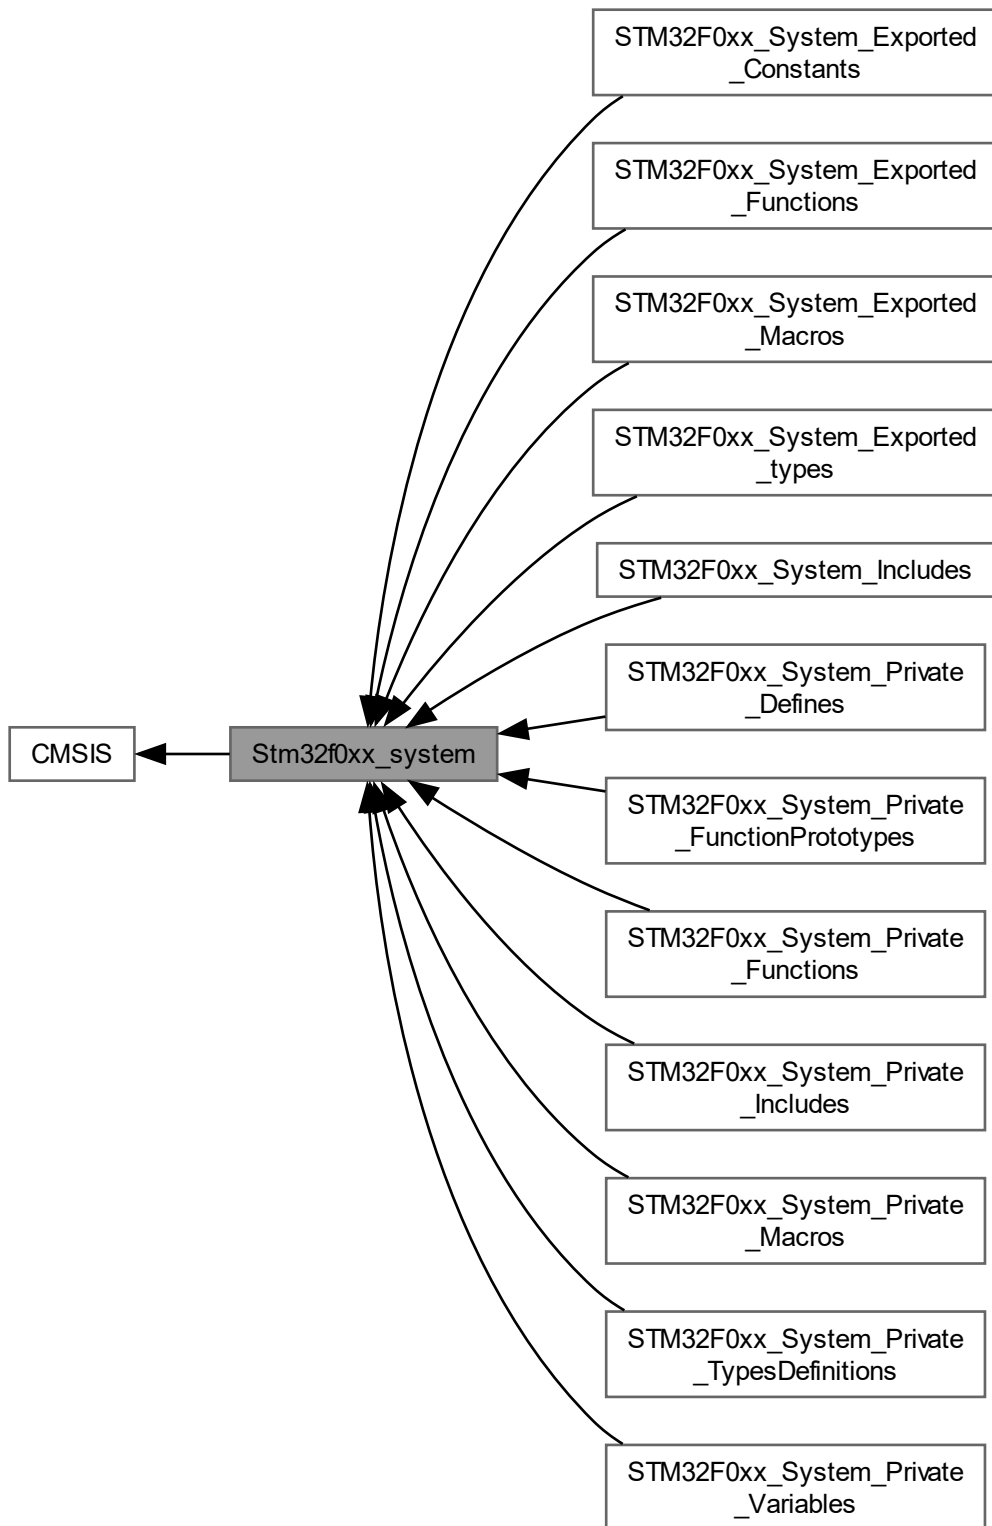 STM32F0xx_System_Exported
_Constants
STM32F0xx_System_Exported
_Functions
STM32F0xx_System_Exported
_Macros
STM32F0xx_System_Exported
_types
STM32F0xx_System_Includes
STM32F0xx_System_Private
_Defines
CMSIS
Stm32f0xx_system
STM32F0xx_System_Private
_FunctionPrototypes
STM32F0xx_System_Private
_Functions
STM32F0xx_System_Private
_Includes
STM32F0xx_System_Private
_Macros
STM32F0xx_System_Private
_TypesDefinitions
STM32F0xx_System_Private
_Variables